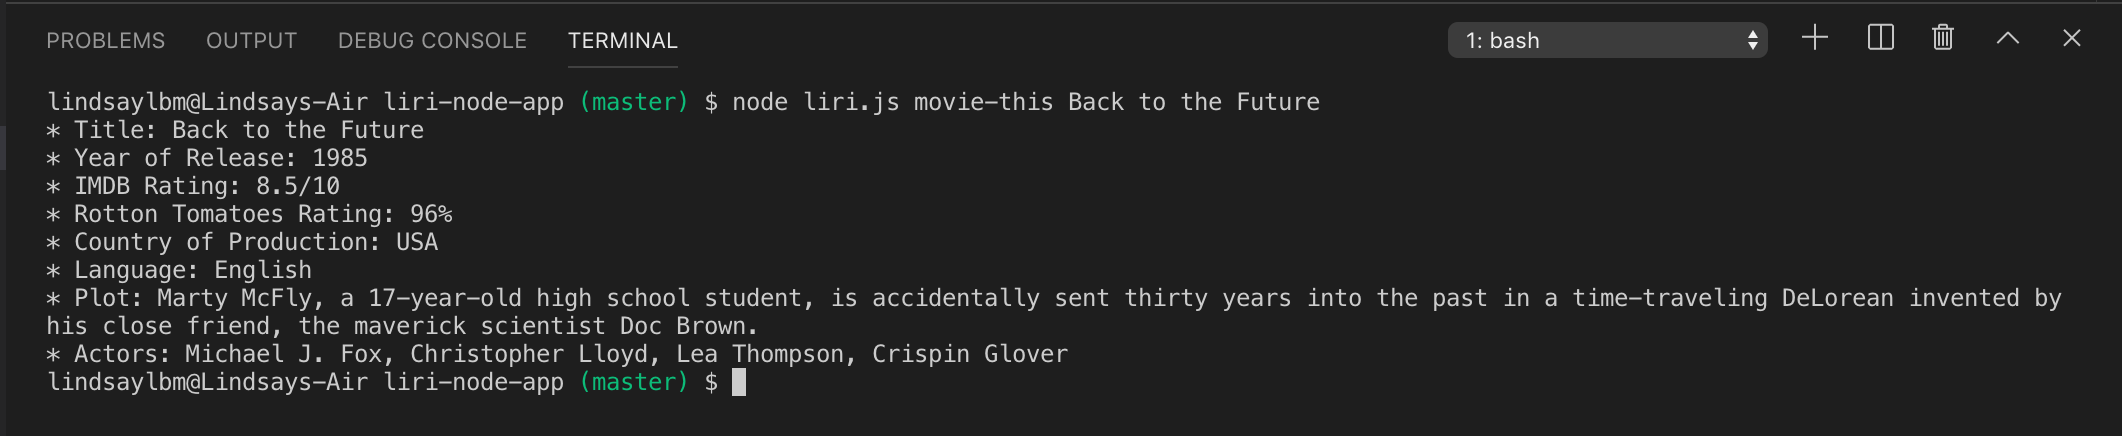 PROBLEMS OUTPUT DEBUG CONSOLE TERMINAL 1: bash
lindsaylbm@Lindsays-Air liri-node-app (master) $ node liri.js movie-this Back to the Future
* Title: Back to the Future
* Year of Release: 1985
* IMDB Rating: 8.5/10
* Rotton Tomatoes Rating: 96%
* Country of Production: USA
* Language: English
* Plot: Marty McFly, a 17-year-old high school student, is accidentally sent thirty years into the past in a time-traveling DeLorean invented by
his close friend, the maverick scientist Doc Brown.
* Actors: Michael J. Fox, Christopher Lloyd, Lea Thompson, Crispin Glover
lindsaylbm@Lindsays-Air liri-node-app (master) $